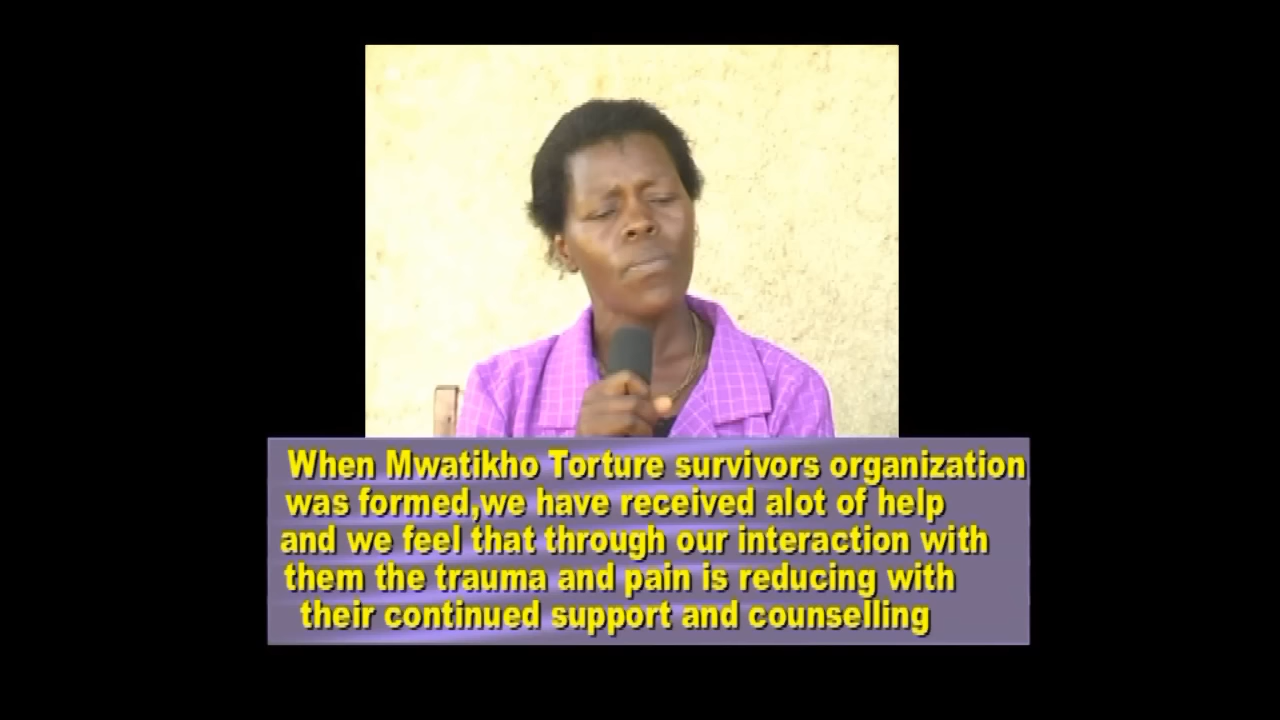 When Mwatikho Torture survivors organization
was formed,we have received alot of help
and we feel that through our interaction with
them the trauma and pain is reducing with
their continued support and counselling